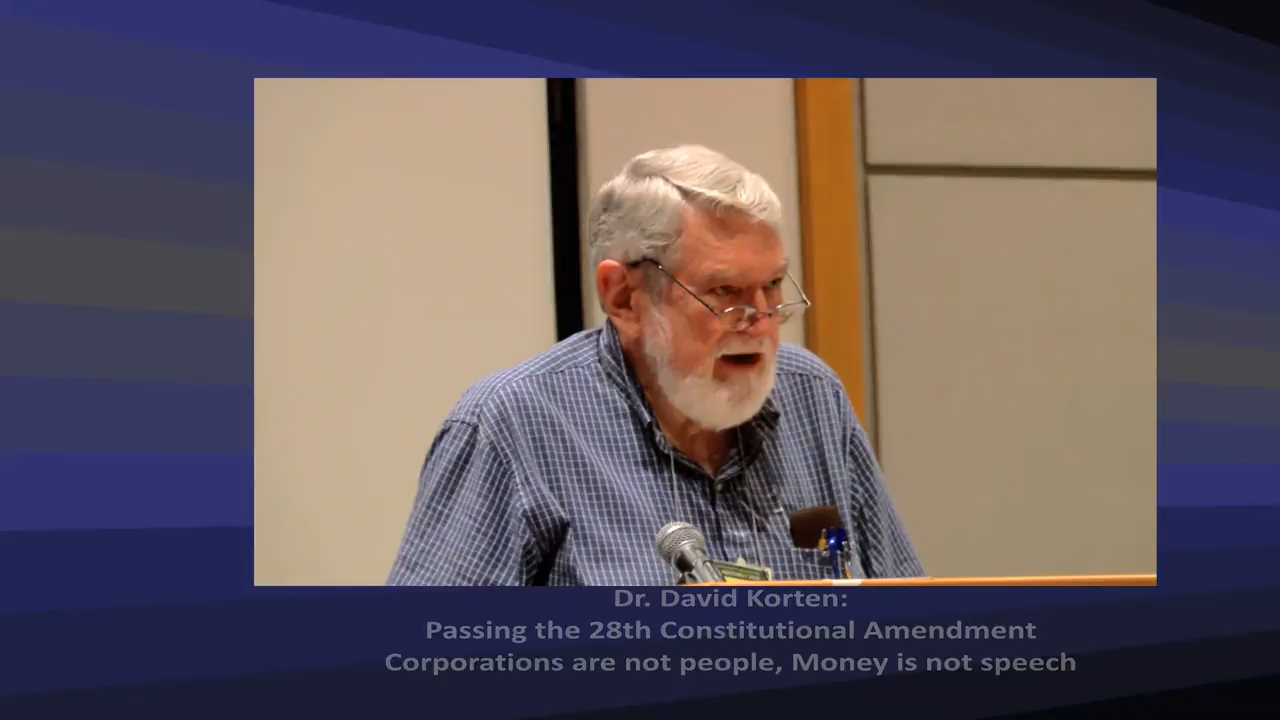 Dr. David Korten:
Passing the 28th Constitutional Amendment
Corporations are not people, Money is not speech